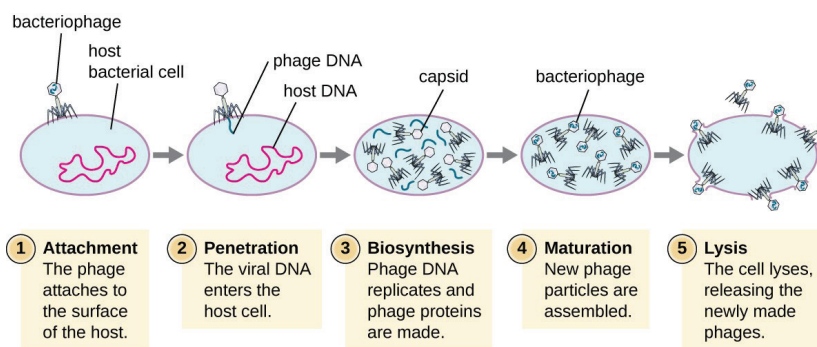 bacteriophage
host
bacterial cell
phage DNA
host DNA
capsid
bacteriophage
1 Attachment
The phage
attaches to
the surface
of the host.
2 Penetration
The viral DNA
enters the
host cell.
3 Biosynthesis
Phage DNA
replicates and
phage proteins
are made.
4 Maturation
New phage
particles are
assembled.
5 Lysis
The cell lyses,
releasing the
newly made
phages.